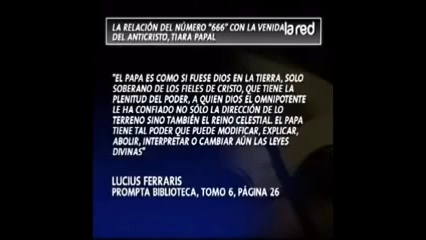 LA RELACIÓN DEL NÚMERO "666" CON LA VENIDA
DEL ANTICRISTO, TIARA PAPAL
la red
"EL PAPA ES COMO SI FUESE DIOS EN LA TIERRA, SOLO
SOBERANO DE LOS FIELES DE CRISTO, QUE TIENE LA
PLENITUD DEL PODER, A QUIEN DIOS EL OMNIPOTENTE
LE HA CONFIADO NO SÓLO LA DIRECCIÓN DE LO
TERRENO SINO TAMBIÉN EL REINO CELESTIAL. EL PAPA
TIENE TAL PODER QUE PUEDE MODIFICAR, EXPLICAR,
ABOLIR, INTERPRETAR O CAMBIAR AÚN LAS LEYES
DIVINAS"
LUCIUS FERRARIS
PROMPTA BIBLIOTECA, TOMO 6, PÁGINA 26